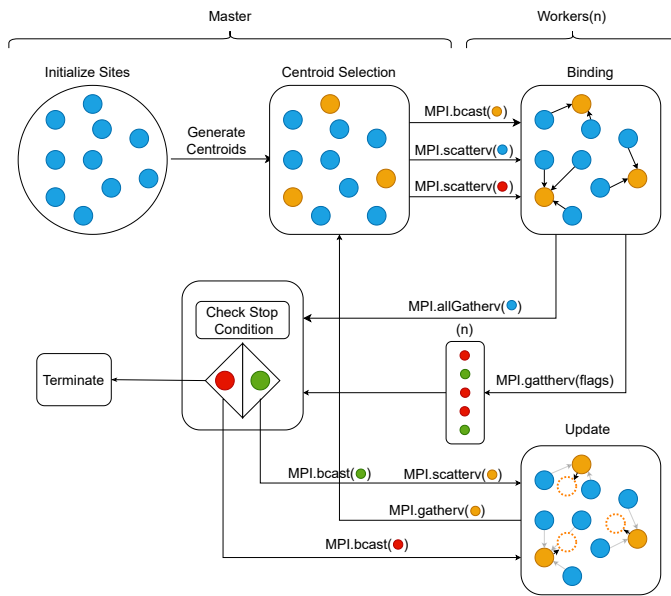 Master
Workers(n)
Initialize Sites
Centroid Selection
Binding
Generate
Centroids
MPI.bcast( )
MPI.scatterv( )
MPI.scatterv( )
MPI.allGatherv( )
Check Stop
Condition
(n)
Terminate
MPI.gattherv(flags)
Update
MPI.bcast( )
MPI.scatterv( )
MPI.gatherv( )
MPI.bcast( )